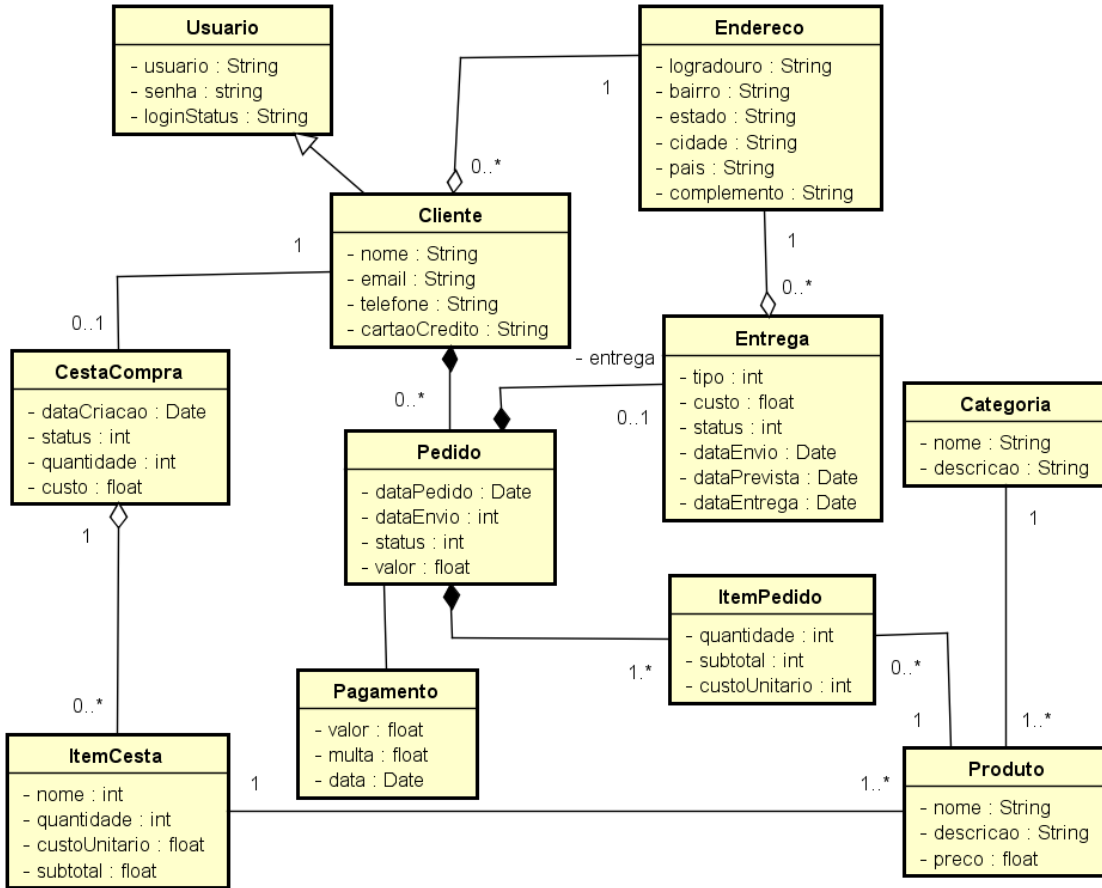 Usuario
- usuario : String
- senha : string
- loginStatus : String
Endereco
- logradouro : String
- bairro : String
- estado : String
- cidade : String
- pais : String
- complemento : String
1
0..*
Cliente
- nome : String
- email : String
- telefone : String
- cartaoCredito : String
1
0..1
1
0..*
CestaCompra
- dataCriacao : Date
- status : int
- quantidade : int
- custo : float
1
0..*
- entrega
0..1
Entrega
- tipo : int
- custo : float
- status : int
- dataEnvio : Date
- dataPrevista : Date
- dataEntrega : Date
Categoria
- nome : String
- descricao : String
1
1..*
Pedido
- dataPedido : Date
- dataEnvio : int
- status : int
- valor : float
1.*
ItemPedido
- quantidade : int
- subtotal : int
- custoUnitario : int
0..*
1
Pagamento
- valor : float
- multa : float
- data : Date
0..*
ItemCesta
- nome : int
- quantidade : int
- custoUnitario : float
- subtotal : float
1
1..*
Produto
- nome : String
- descricao : String
- preco : float